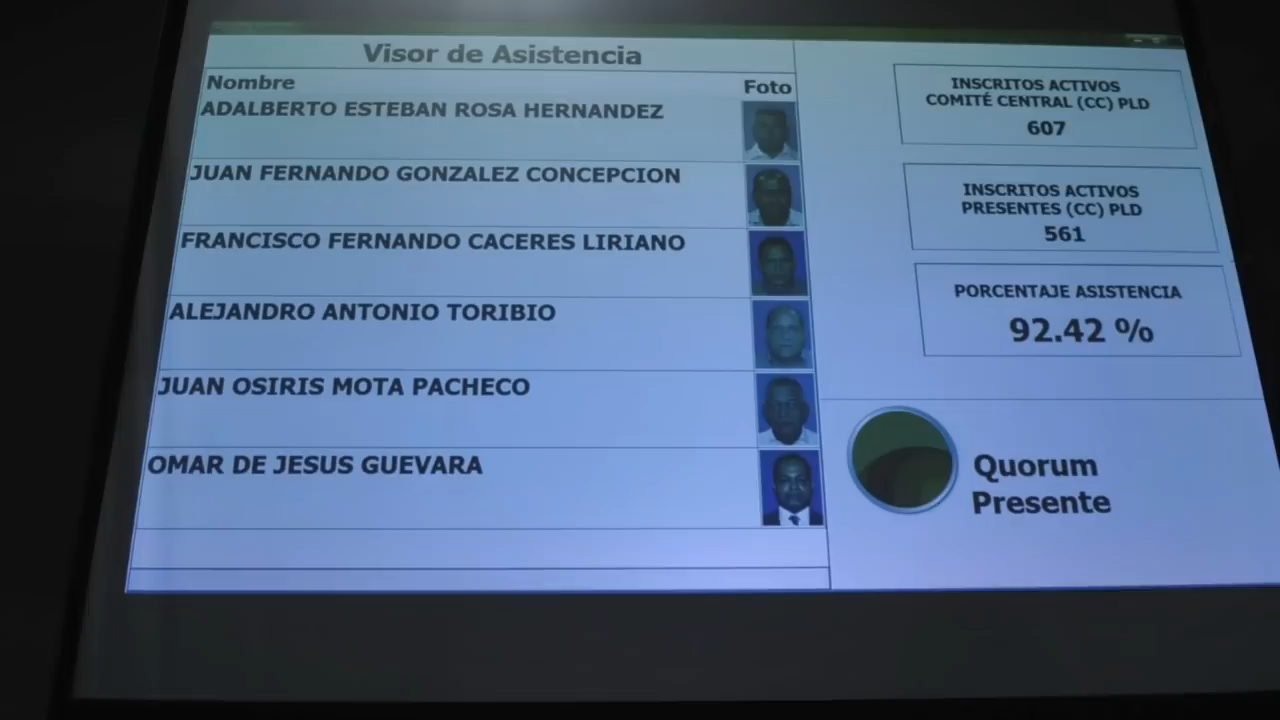 Visor de Asistencia
Nombre
Foto
ADALBERTO ESTEBAN ROSA HERNANDEZ
JUAN FERNANDO GONZALEZ CONCEPCION
FRANCISCO FERNANDO CACERES LIRIANO
ALEJANDRO ANTONIO TORIBIO
JUAN OSIRIS MOTA PACHECO
OMAR DE JESUS GUEVARA
INSCRITOS ACTIVOS
COMITÉ CENTRAL (CC) PLD
607
INSCRITOS ACTIVOS
PRESENTES (CC) PLD
561
PORCENTAJE ASISTENCIA
92.42 %
Quorum
Presente